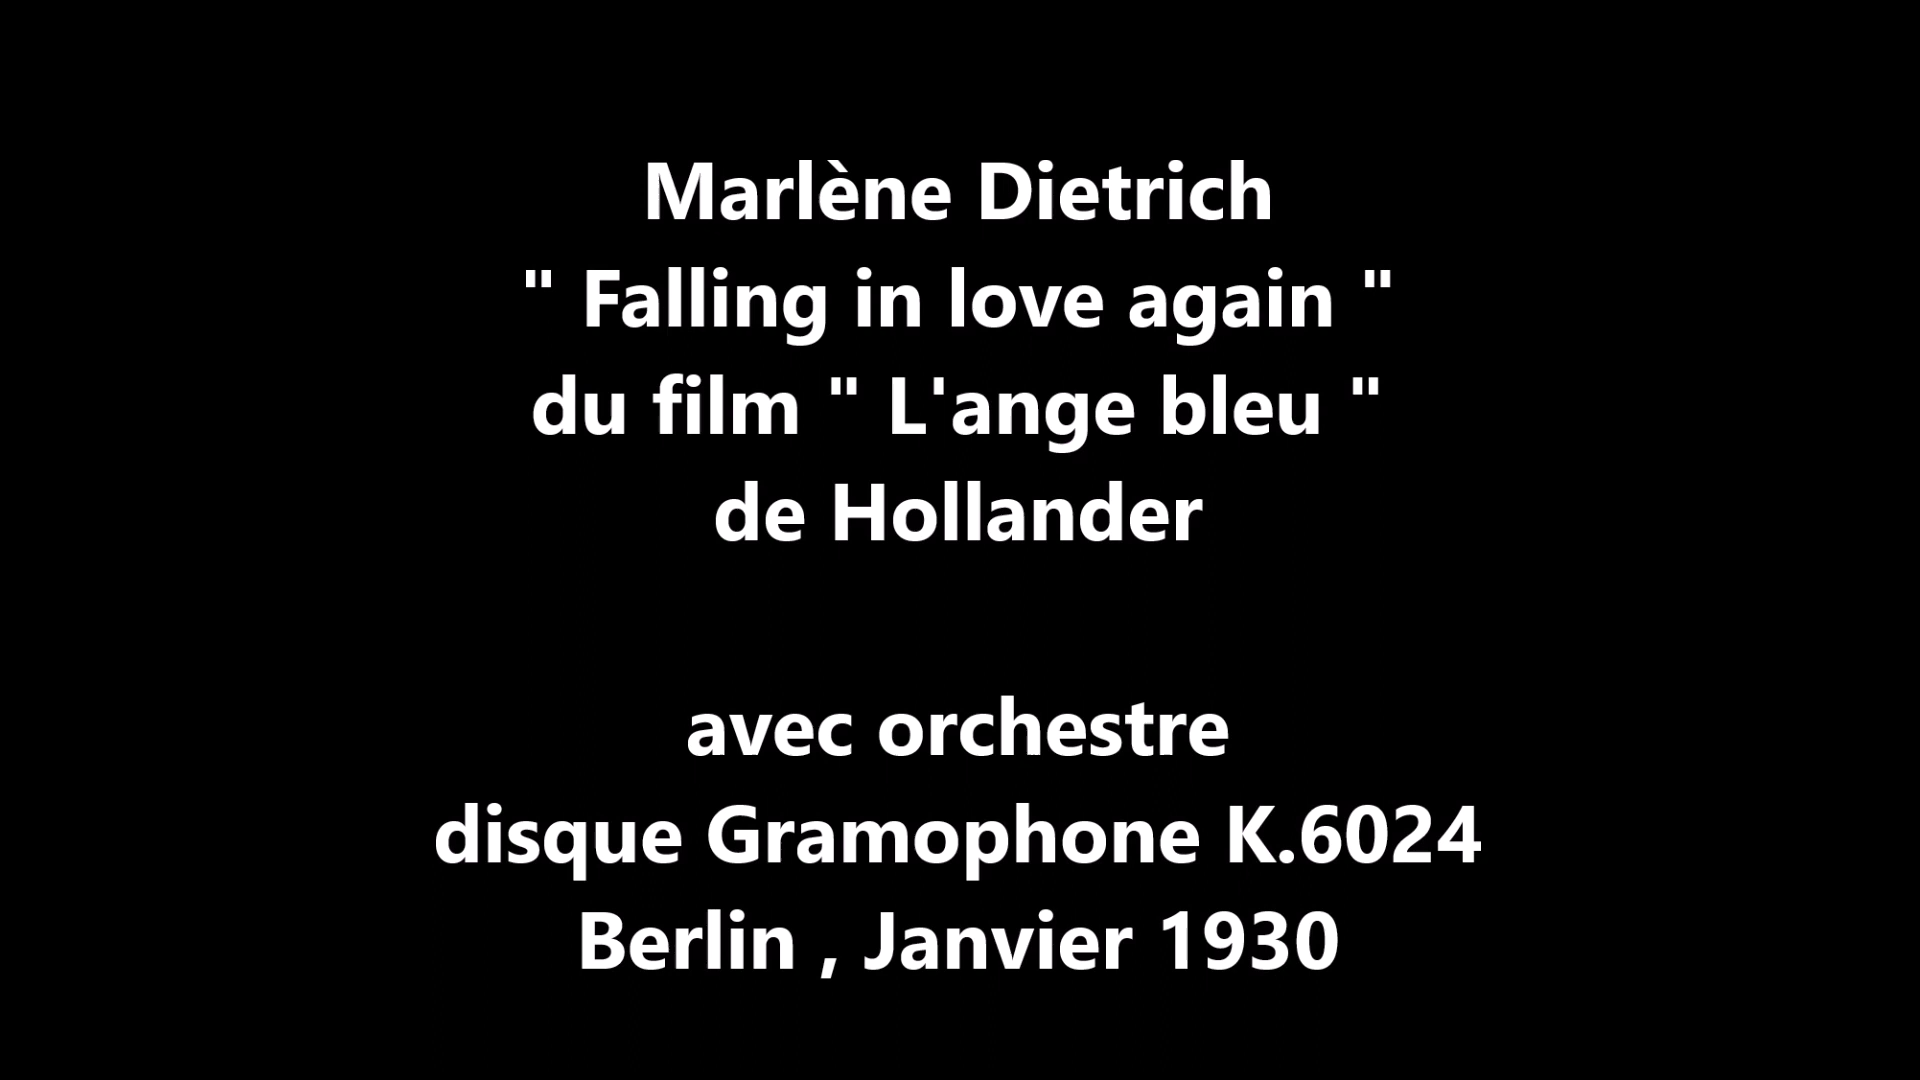 Marlène Dietrich
" Falling in love again "
du film " L'ange bleu "
de Hollander
avec orchestre
disque Gramophone K.6024
Berlin , Janvier 1930